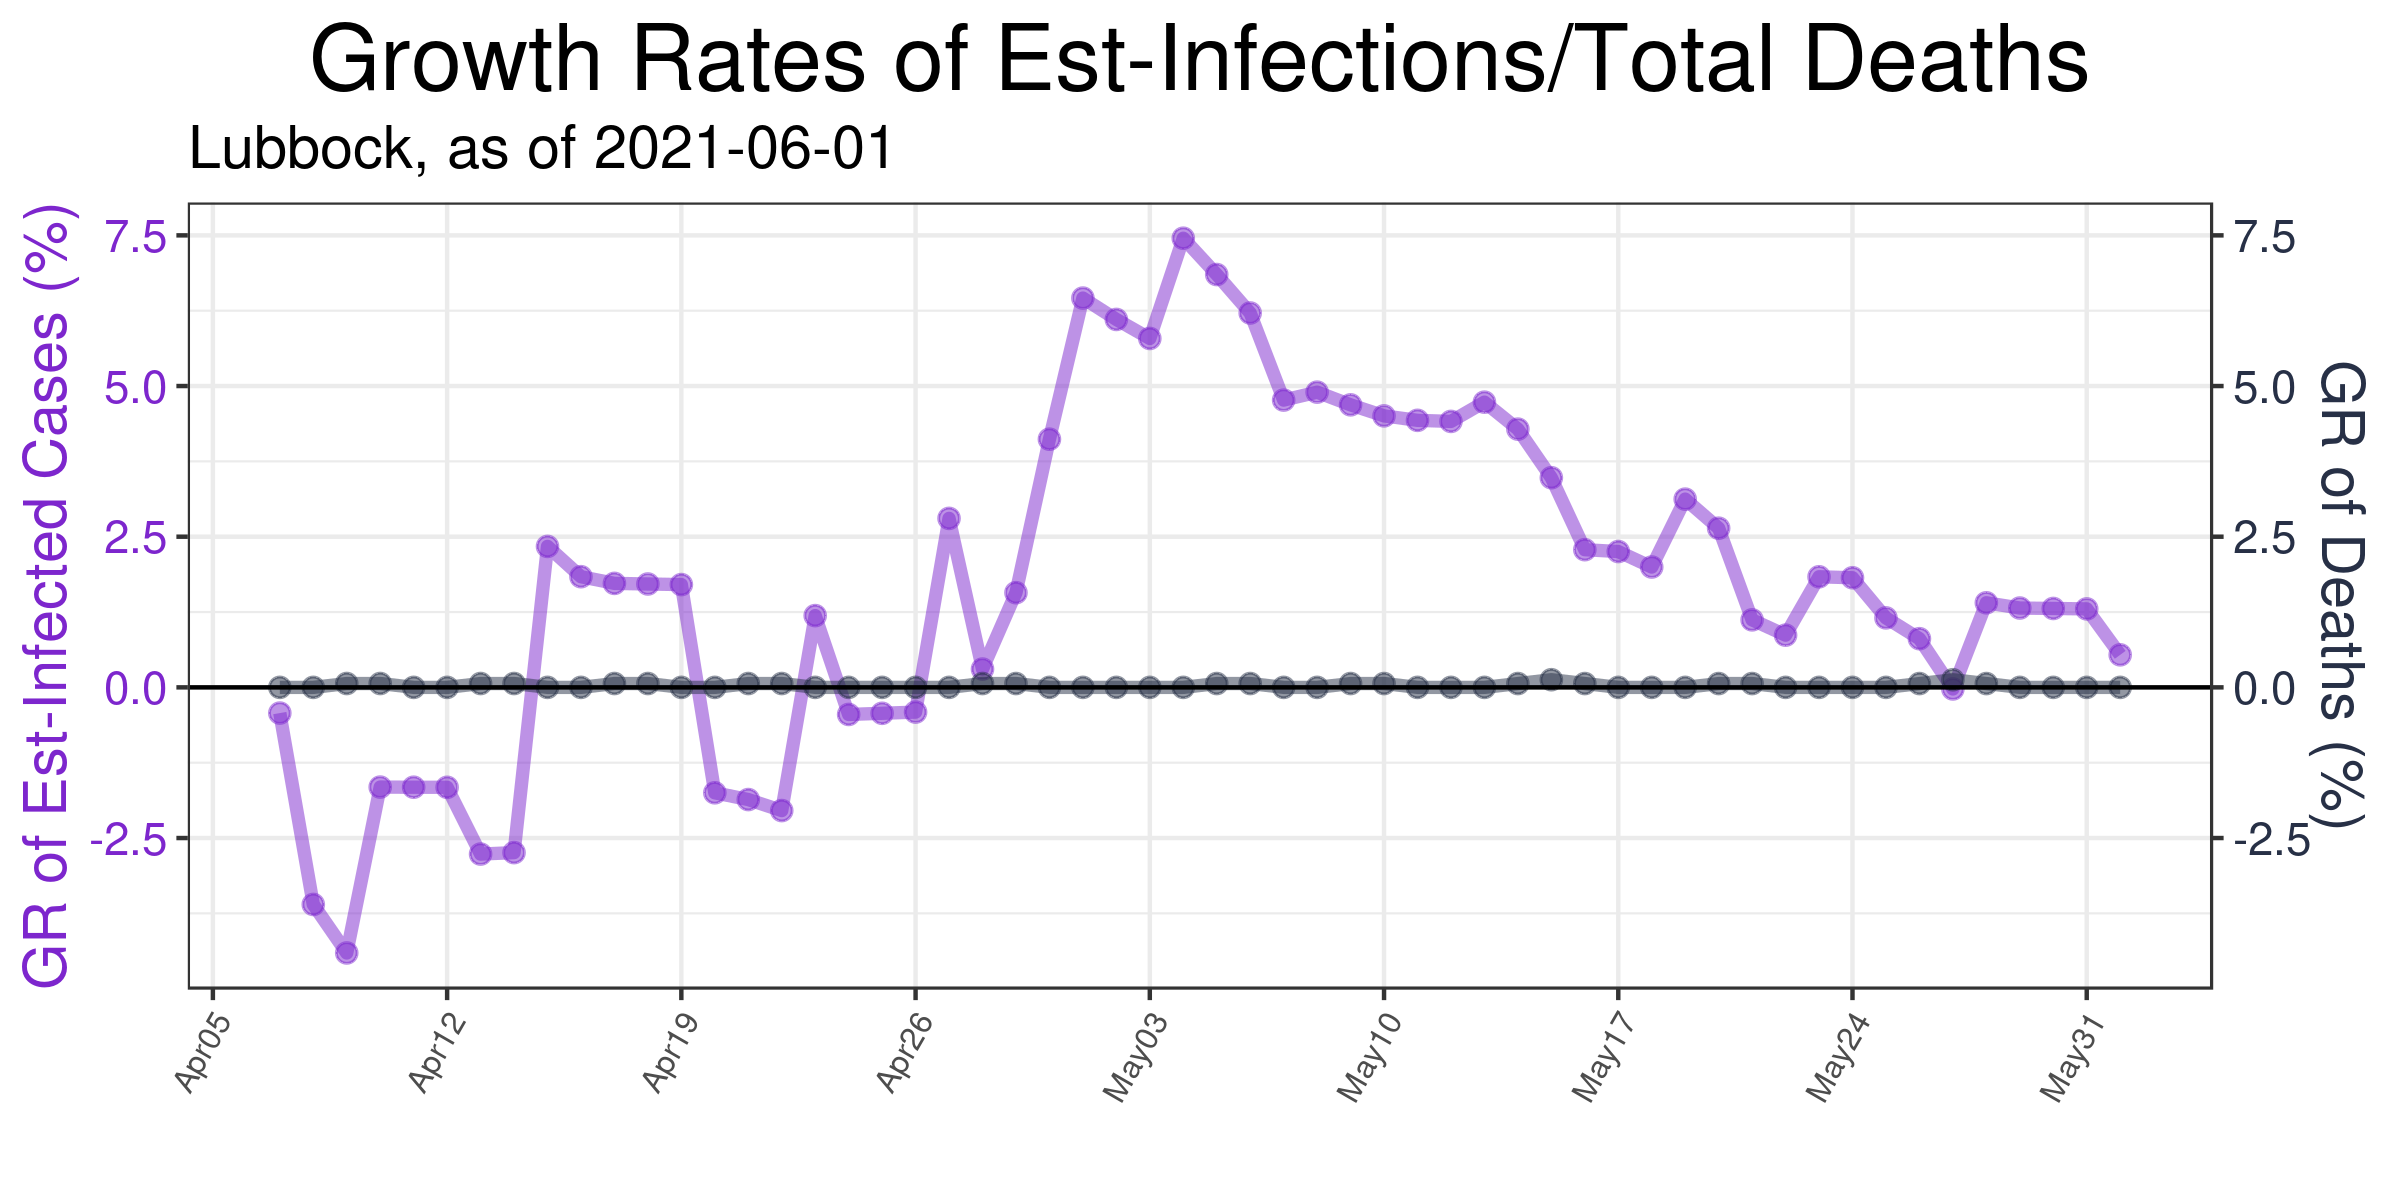 Growth Rates of Est-Infections/Total Deaths
Lubbock, as of 2021-06-01
GR of Est-Infected Cases (%)
7.5
5.0
2.5
0.0
-2.5
7.5
5.0
2.5
0.0
-2.5
GR of Deaths (%)
Apr05
Apr12
Apr19
Apr26
May03
May10
May17
May24
May31